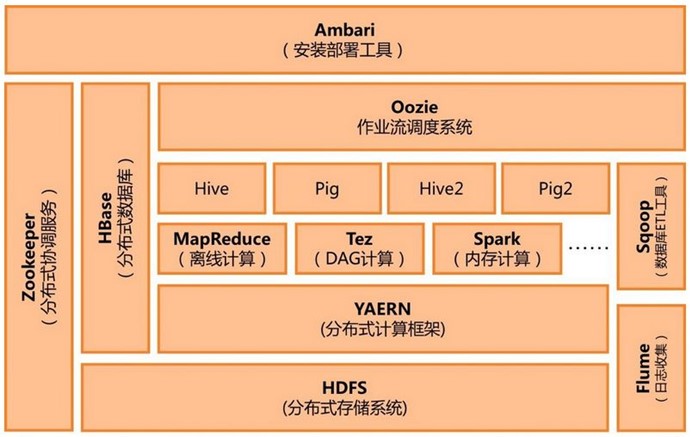 Ambari
（安装部署工具）
Zookeeper
（分布式协调服务）
HBase
（分布式数据库）
Oozie
作业流调度系统
Hive
Pig
Hive2
Pig2
MapReduce
（离线计算）
Tez
（DAG计算）
Spark
（内存计算）
······
Sqoop
（数据库ETL工具）
YAERN
(分布式计算框架)
Flume
（日志收集）
HDFS
(分布式存储系统)